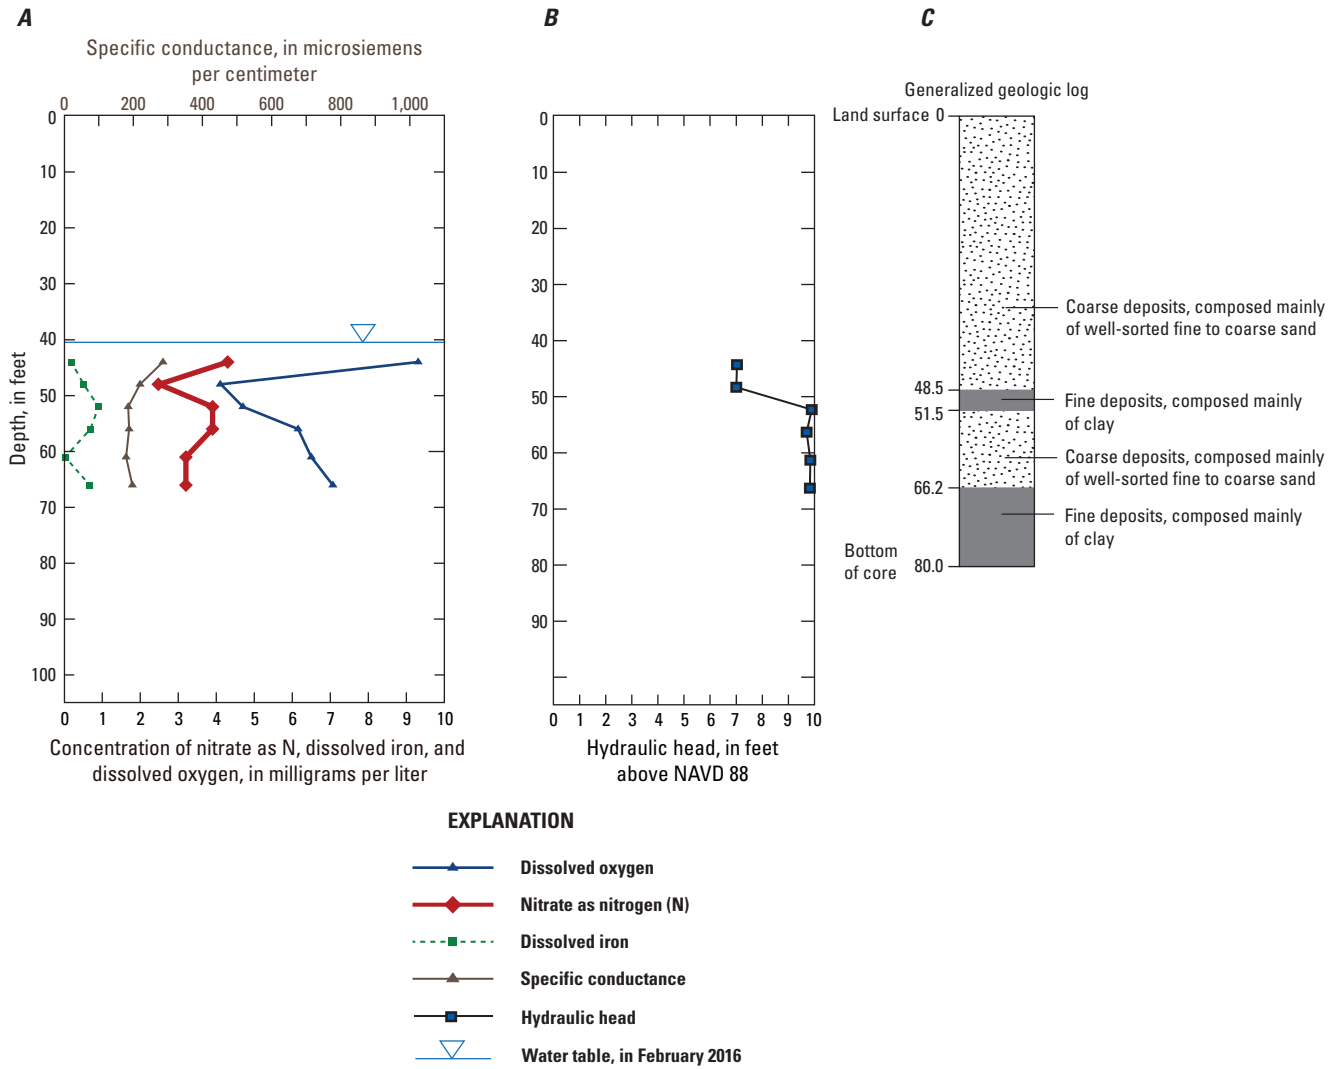 A
Specific conductance, in microsiemens
per centimeter
0 200 400 600 800 1,000
0
10
20
30
40
50
60
70
80
90
100
Depth, in feet
0 1 2 3 4 5 6 7 8 9 10
Concentration of nitrate as N, dissolved iron, and
dissolved oxygen, in milligrams per liter
B
0
10
20
30
40
50
60
70
80
90
0 1 2 3 4 5 6 7 8 9 10
Hydraulic head, in feet
above NAVD 88
C
Generalized geologic log
Land surface 0
Coarse deposits, composed mainly
of well-sorted fine to coarse sand
48.5
Fine deposits, composed mainly
of clay
51.5
Coarse deposits, composed mainly
of well-sorted fine to coarse sand
66.2
Fine deposits, composed mainly
of clay
Bottom
of core
80.0
EXPLANATION
Dissolved oxygen
Nitrate as nitrogen (N)
Dissolved iron
Specific conductance
Hydraulic head
Water table, in February 2016